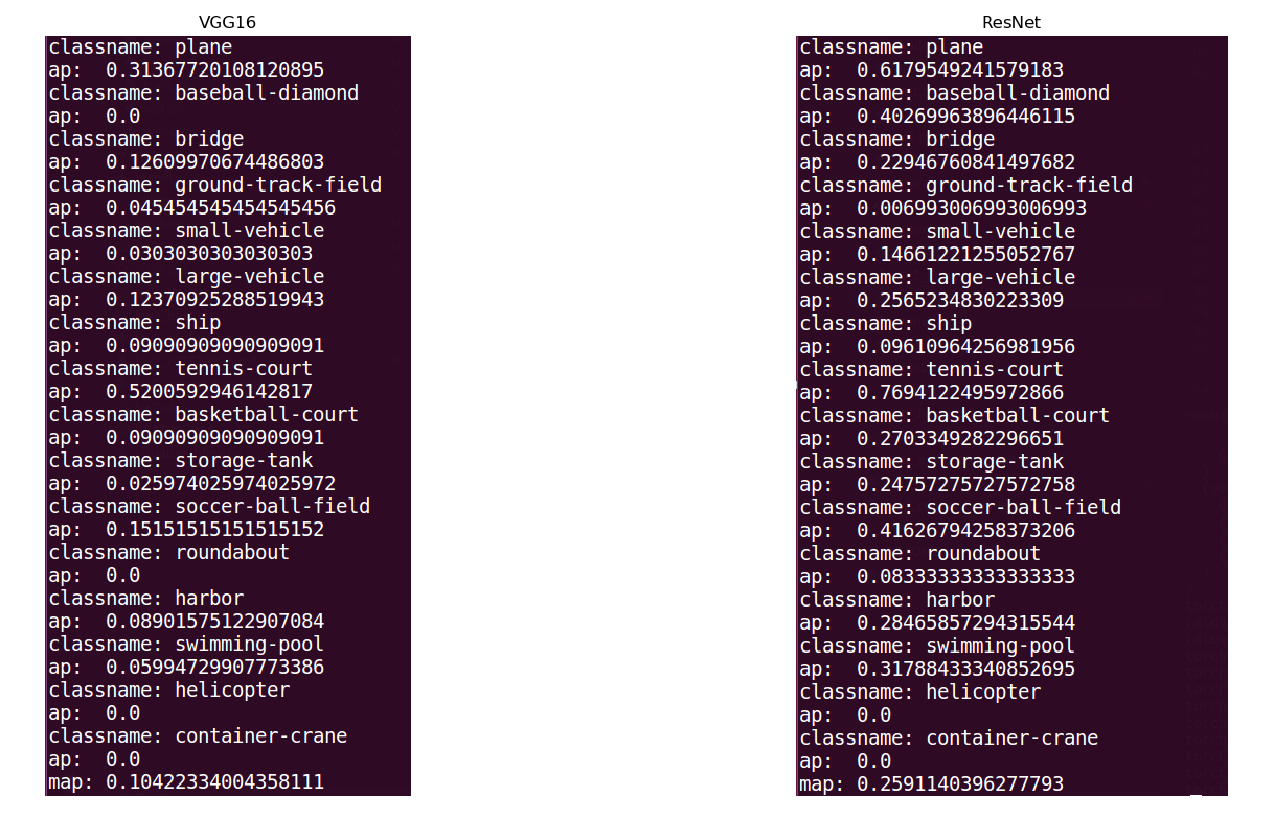 VGG16
classname: plane
ap:  0.31367720108120895
classname: baseball-diamond
ap:  0.0
classname: bridge
ap:  0.12609970674486803
classname: ground-track-field
ap:  0.045454545454545456
classname: small-vehicle
ap:  0.0303030303030303
classname: large-vehicle
ap:  0.12370925288519943
classname: ship
ap:  0.09090909090909091
classname: tennis-court
ap:  0.5200592946142817
classname: basketball-court
ap:  0.09090909090909091
classname: storage-tank
ap:  0.025974025974025972
classname: soccer-ball-field
ap:  0.15151515151515152
classname: roundabout
ap:  0.0
classname: harbor
ap:  0.08901575122907084
classname: swimming-pool
ap:  0.05994729907773386
classname: helicopter
ap:  0.0
classname: container-crane
ap:  0.0
map: 0.10422334004358111
ResNet
classname: plane
ap:  0.6179549241579183
classname: baseball-diamond
ap:  0.40269963896446115
classname: bridge
ap:  0.22946760841497682
classname: ground-track-field
ap:  0.006993006993006993
classname: small-vehicle
ap:  0.14661221255052767
classname: large-vehicle
ap:  0.2565234830223309
classname: ship
ap:  0.09610964256981956
classname: tennis-court
ap:  0.7694122495972866
classname: basketball-court
ap:  0.2703349282296651
classname: storage-tank
ap:  0.24757275727572758
classname: soccer-ball-field
ap:  0.41626794258373206
classname: roundabout
ap:  0.08333333333333333
classname: harbor
ap:  0.28465857294315544
classname: swimming-pool
ap:  0.31788433340852695
classname: helicopter
ap:  0.0
classname: container-crane
ap:  0.0
map: 0.2591140396277793